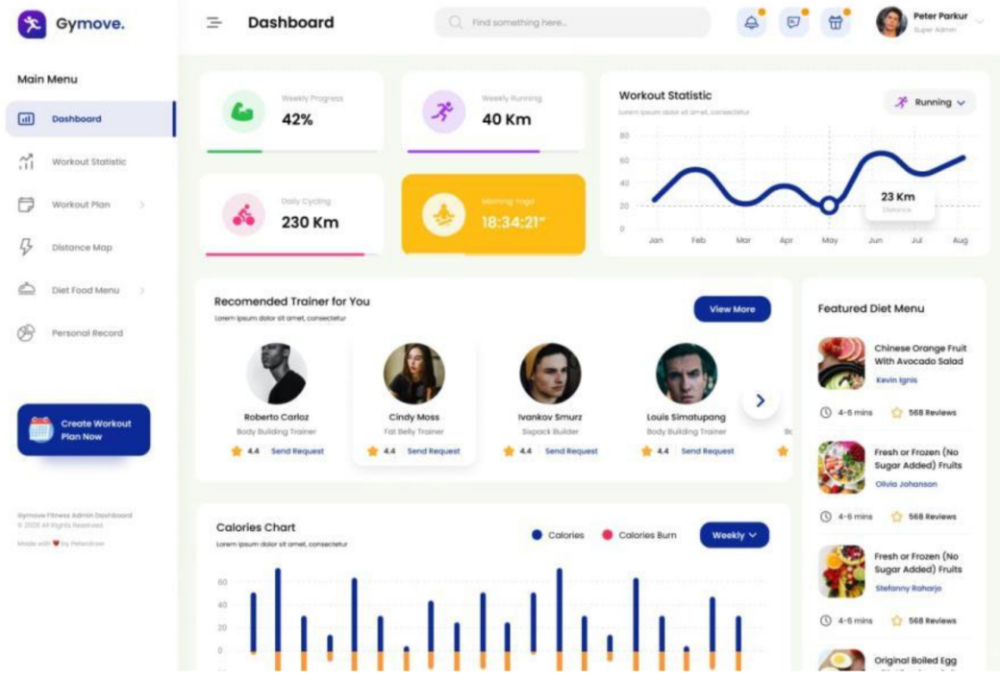 Gymove.
Dashboard
Find something here...
Peter Parkur
Super Admin
Main Menu
Dashboard
Workout Statistic
Workout Plan
Distance Map
Diet Food Menu
Personal Record
Create Workout
Plan Now
Gymove Fitness Admin Dashboard
© 2020 All Rights Reserved
Made with by Peterdraw
Weekly Progress
42%
Weekly Running
40 Km
Daily Cycling
230 Km
Morning Yoga
18:34:21"
Workout Statistic
Lorem ipsum dolor sit amet, consectetur
Running
80
60
40
20
0
23 Km
Distance
Jan Feb Mar Apr May Jun Jul Aug
Recomended Trainer for You
Lorem ipsum dolor sit amet, consectetur
View More
Roberto Carloz
Body Building Trainer
4.4 Send Request
Cindy Moss
Fat Belly Trainer
4.4 Send Request
Ivankov Smurz
Sixpack Builder
4.4 Send Request
Louis Simatupang
Body Building Trainer
4.4 Send Request
Calories Chart
Lorem ipsum dolor sit amet, consectetur
Calories
Calories Burn
Weekly
60
40
20
0
Featured Diet Menu
Chinese Orange Fruit
With Avocado Salad
Kevin Ignis
4-6 mins 568 Reviews
Fresh or Frozen (No
Sugar Added) Fruits
Olivia Johanson
4-6 mins 568 Reviews
Fresh or Frozen (No
Sugar Added) Fruits
Stefanny Raharjo
4-6 mins 568 Reviews
Original Boiled Egg